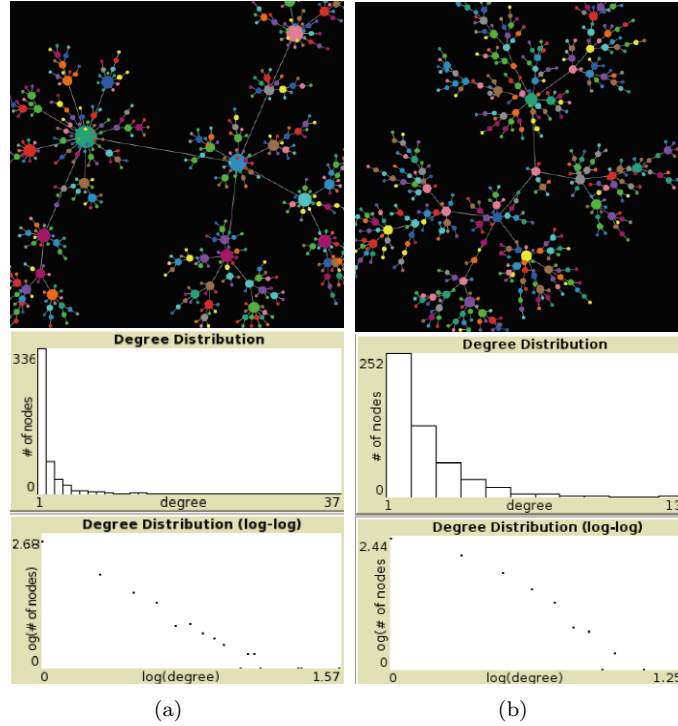 Degree Distribution
336
# of nodes
0
1
degree
37
Degree Distribution (log-log)
2.68
og(# of nodes)
0
0
log(degree)
1.57
(a)
Degree Distribution
252
# of nodes
0
1
degree
13
Degree Distribution (log-log)
2.44
og(# of nodes)
0
0
log(degree)
1.25
(b)